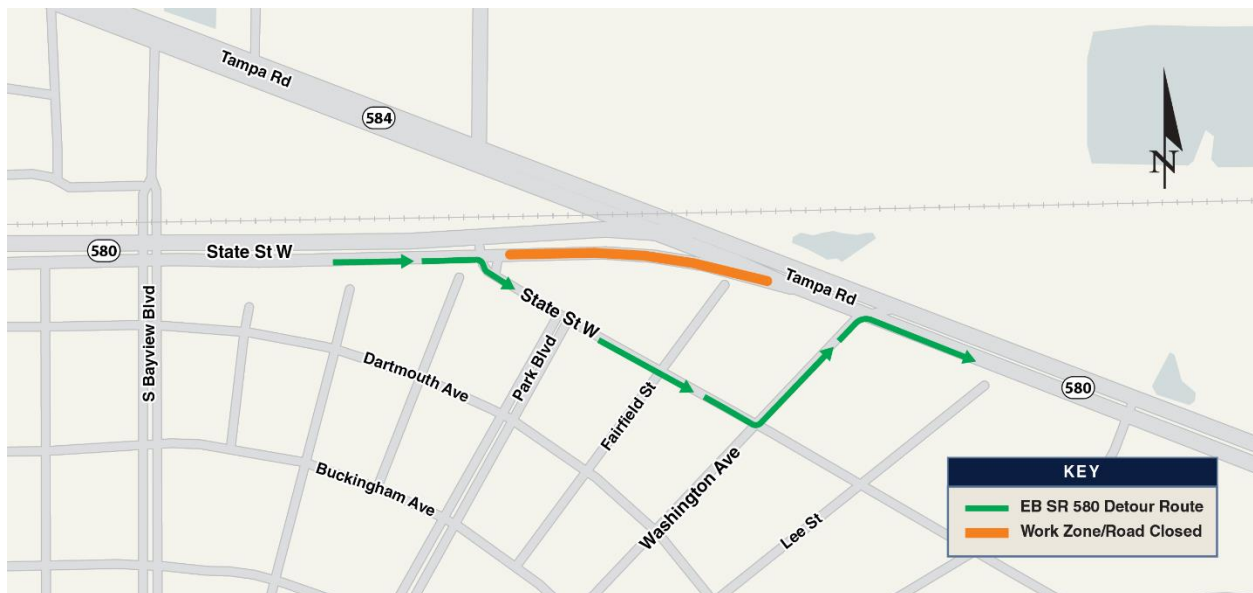 Tampa Rd
584
N
580
State St W
Tampa Rd
S Bayview Blvd
State St W
Park Blvd
Dartmouth Ave
580
Fairfield St
Buckingham Ave
Washington Ave
Lee St
KEY
EB SR 580 Detour Route
Work Zone/Road Closed